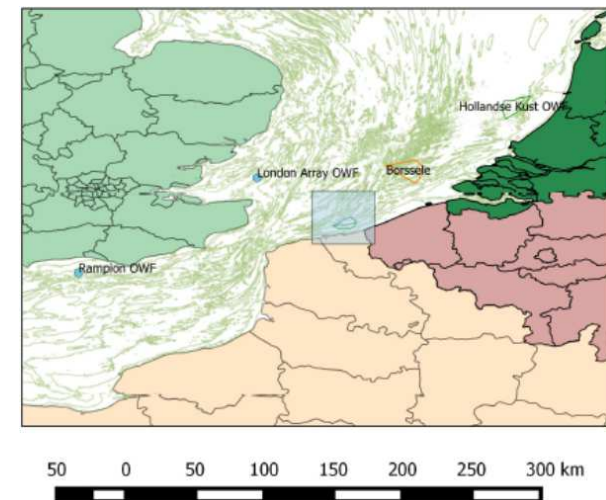 Hollandse Kust OWF
London Array OWF
Borssele
Rampion OWF
50 0 50 100 150 200 250 300 km